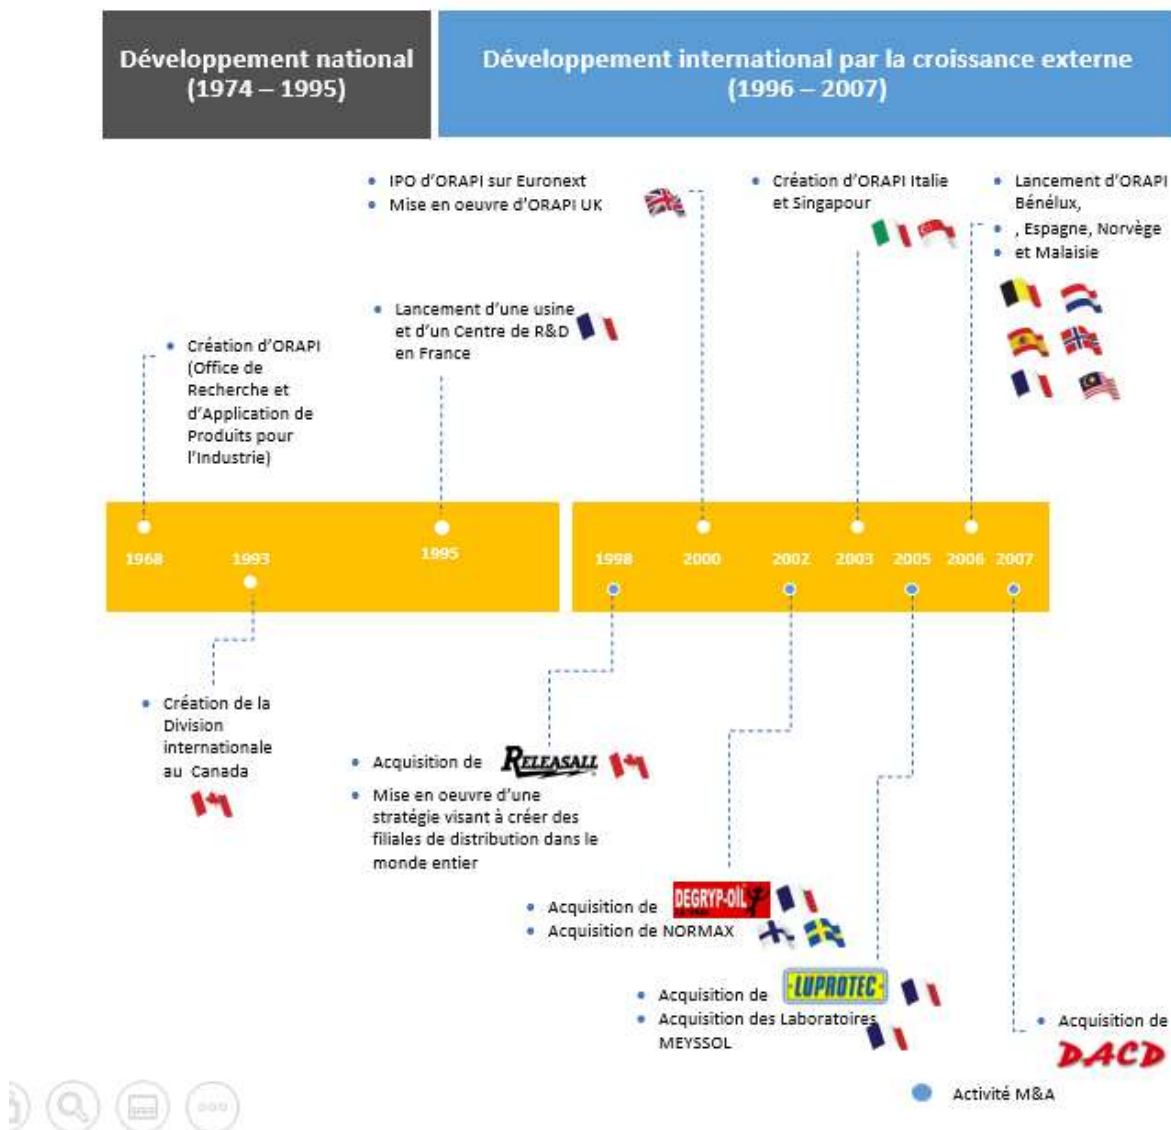 Développement national
(1974 – 1995)
Développement international par la croissance externe
(1996 – 2007)
IPO d'ORAPI sur Euronext
Mise en oeuvre d'ORAPI UK
Création d'ORAPI Italie
et Singapour
Lancement d'ORAPI
Bénélux,
, Espagne, Norvège
et Malaisie
Lancement d'une usine
et d'un Centre de R&D
en France
Création d'ORAPI
(Office de
Recherche et
d'Application de
Produits pour
l'Industrie)
1968
1993
1995
1998
2000
2002
2003
2005
2006
2007
Création de la
Division
internationale
au Canada
Acquisition de RELEASALL
Mise en oeuvre d'une
stratégie visant à créer des
filiales de distribution dans le
monde entier
Acquisition de DEGRYP-OIL
Acquisition de NORMAX
Acquisition de LUPROTEC
Acquisition des Laboratoires
MEYSSOL
Acquisition de
DACD
Activité M&A